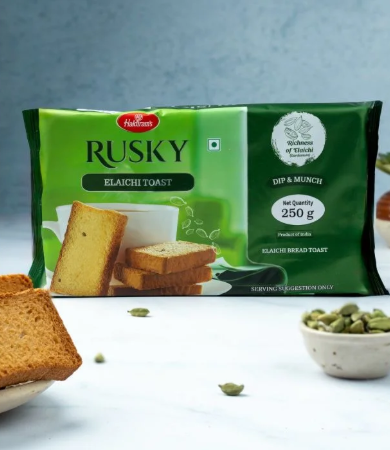 Haldiram's
RUSKY
ELAICHI TOAST
Richness
of Elaichi
DIP & MUNCH
Net Quantity
250 g
Product of India
ELAICHI BREAD TOAST
SERVING SUGGESTION ONLY